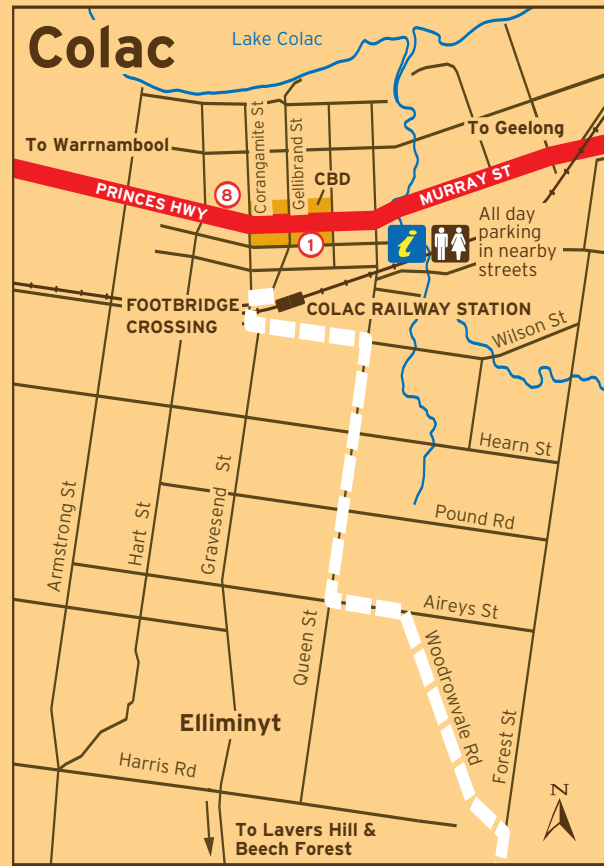 Colac
Lake Colac
To Warrnambool
Corangamite St
Gellibrand St
To Geelong
CBD
8
PRINCES HWY
MURRAY ST
1
i
All day
parking
in nearby
streets
FOOTBRIDGE
CROSSING
COLAC RAILWAY STATION
Wilson St
Hearn St
Armstrong St
Hart St
Gravesend St
Pound Rd
Queen St
Aireys St
Woodrowvale Rd
Forest St
Elliminyt
Harris Rd
N
To Lavers Hill &
Beech Forest